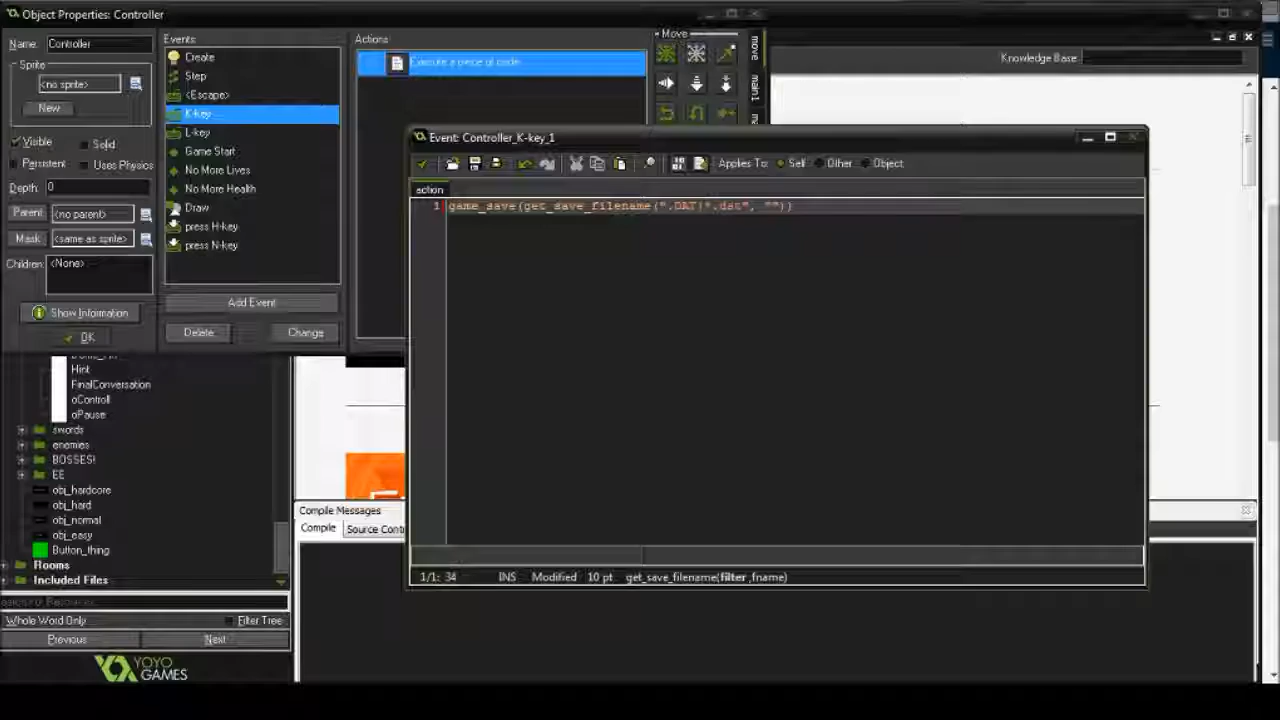 Object Properties: Controller
Name: Controller
Sprite
<no sprite>
New
Visible
Solid
Persistent
Uses Physics
Depth: 0
Parent <no parent>
Mask <same as sprite>
Children: <None>
Show Information
OK
Events:
Create
Step
<Escape>
K-key
L-key
Game Start
No More Lives
No More Health
Draw
press H-key
press N-key
Add Event
Delete
Change
Actions:
Execute a piece of code
Move
move
main1
Knowledge Base
Event: Controller_K-key_1
Applies To: Self Other Object
action
1 game_save(get_save_filename(".DAT|*.dat", ""))
1/1: 34 INS Modified 10 pt get_save_filename(filter ,fname)
Hint
FinalConversation
oControll
oPause
swords
enemies
BOSSES!
EE
obj_hardcore
obj_hard
obj_normal
obj_easy
Button_thing
Rooms
Included Files
Whole Word Only
Filter Tree
Previous
Next
YOYO
GAMES
Compile Messages
Compile
Source Cont